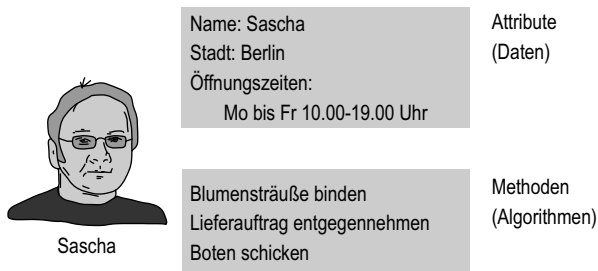 Name: Sascha
Stadt: Berlin
Öffnungszeiten:
Mo bis Fr 10.00-19.00 Uhr
Attribute
(Daten)
Blumensträuße binden
Lieferauftrag entgegennehmen
Boten schicken
Methoden
(Algorithmen)
Sascha